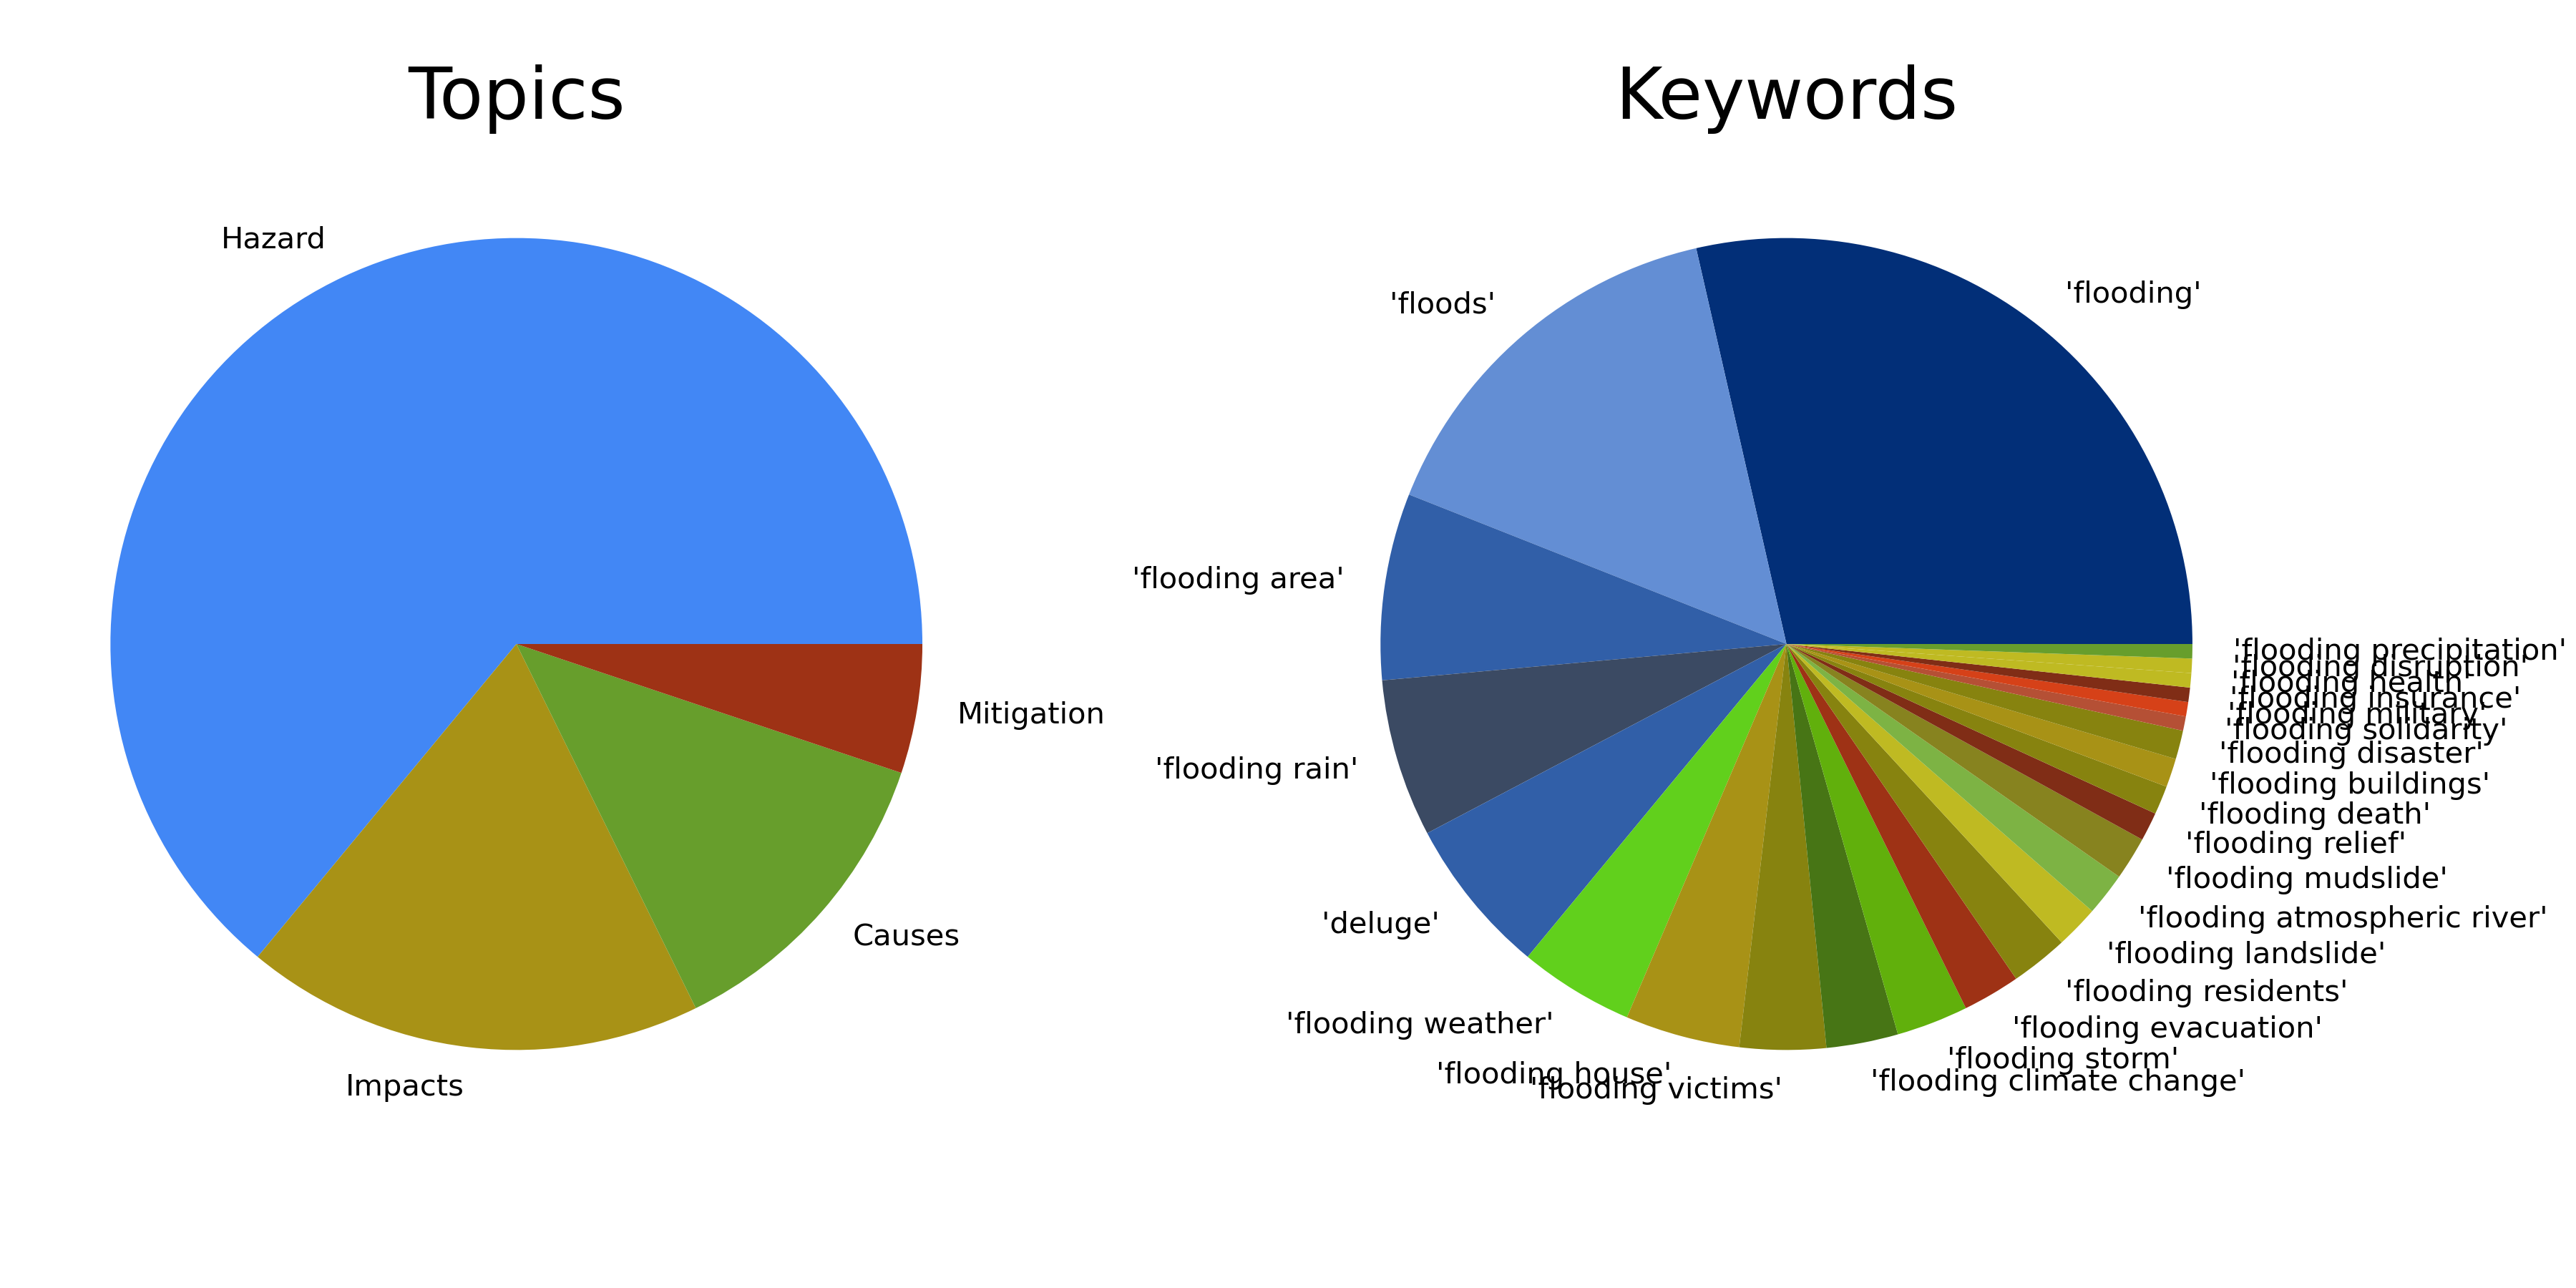 Topics
Keywords
Hazard
Mitigation
Causes
Impacts
'flooding'
'floods'
'flooding area'
'flooding rain'
'deluge'
'flooding weather'
'flooding house'
'flooding victims'
'flooding climate change'
'flooding storm'
'flooding evacuation'
'flooding residents'
'flooding landslide'
'flooding atmospheric river'
'flooding mudslide'
'flooding relief'
'flooding death'
'flooding buildings'
'flooding disaster'
'flooding solidarity'
'flooding military'
'flooding insurance'
'flooding health'
'flooding disruption'
'flooding precipitation'